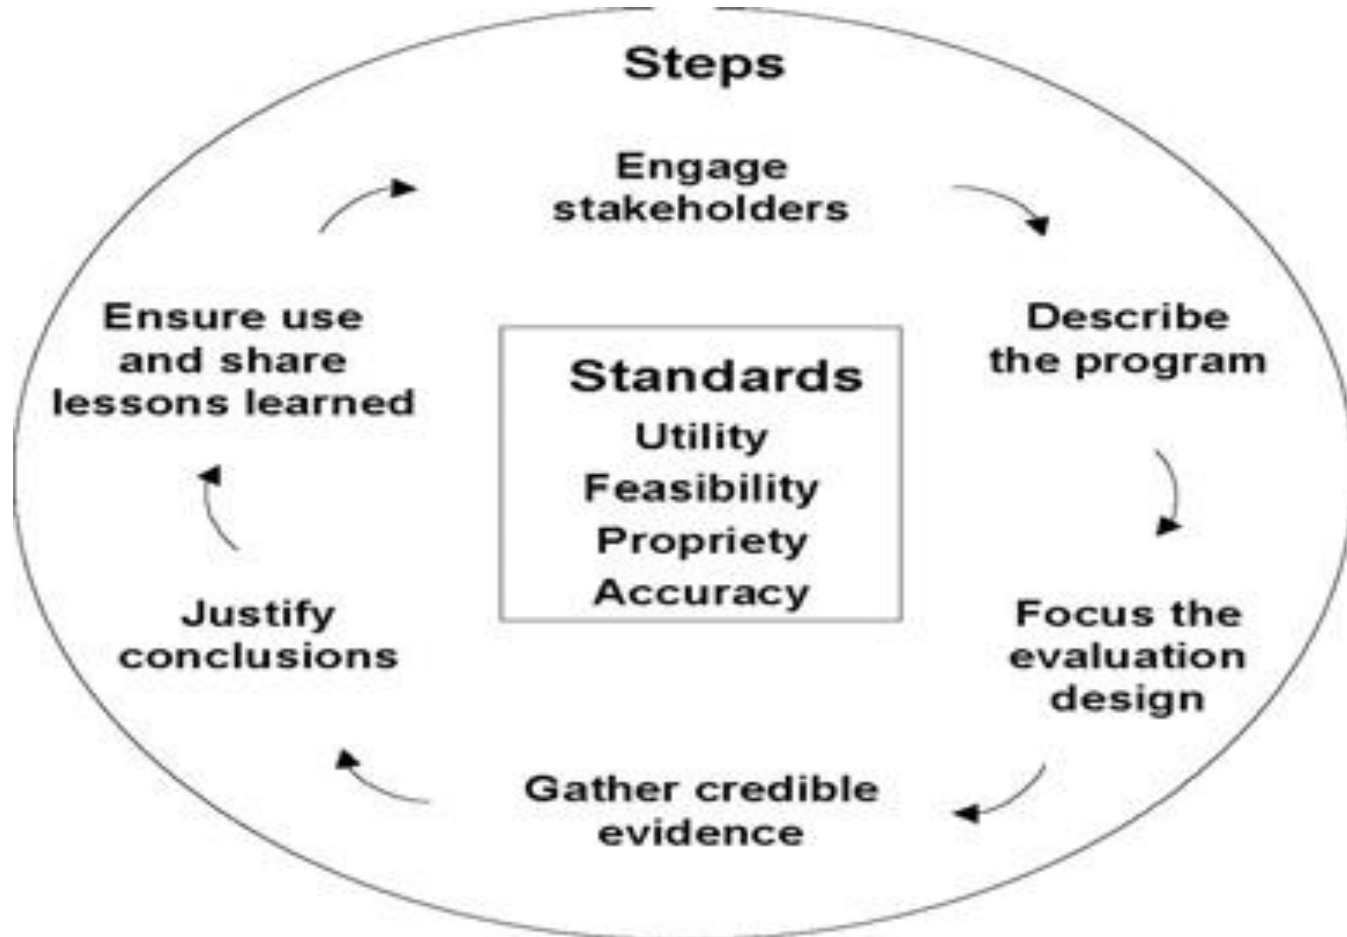 Steps
Engage
stakeholders
Describe
the program
Focus the
evaluation
design
Gather credible
evidence
Justify
conclusions
Ensure use
and share
lessons learned
Standards
Utility
Feasibility
Propriety
Accuracy